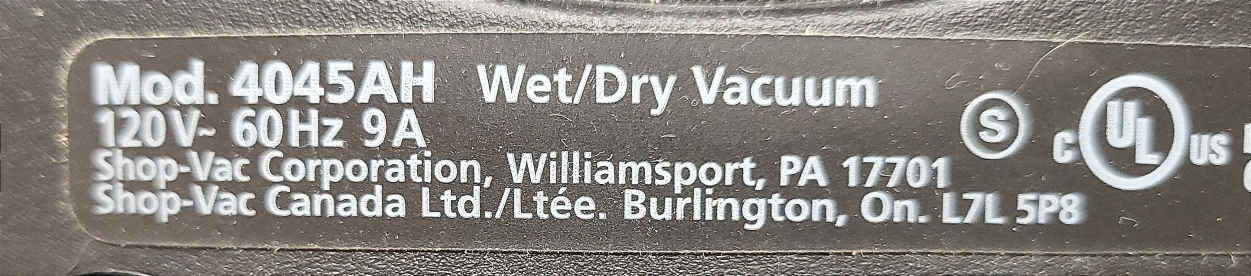 Mod. 4045AH Wet/Dry Vacuum
120V~ 60Hz 9A
Shop-Vac Corporation, Williamsport, PA 17701
Shop-Vac Canada Ltd./Ltée. Burlington, On. L7L 5P8
S
C UL US